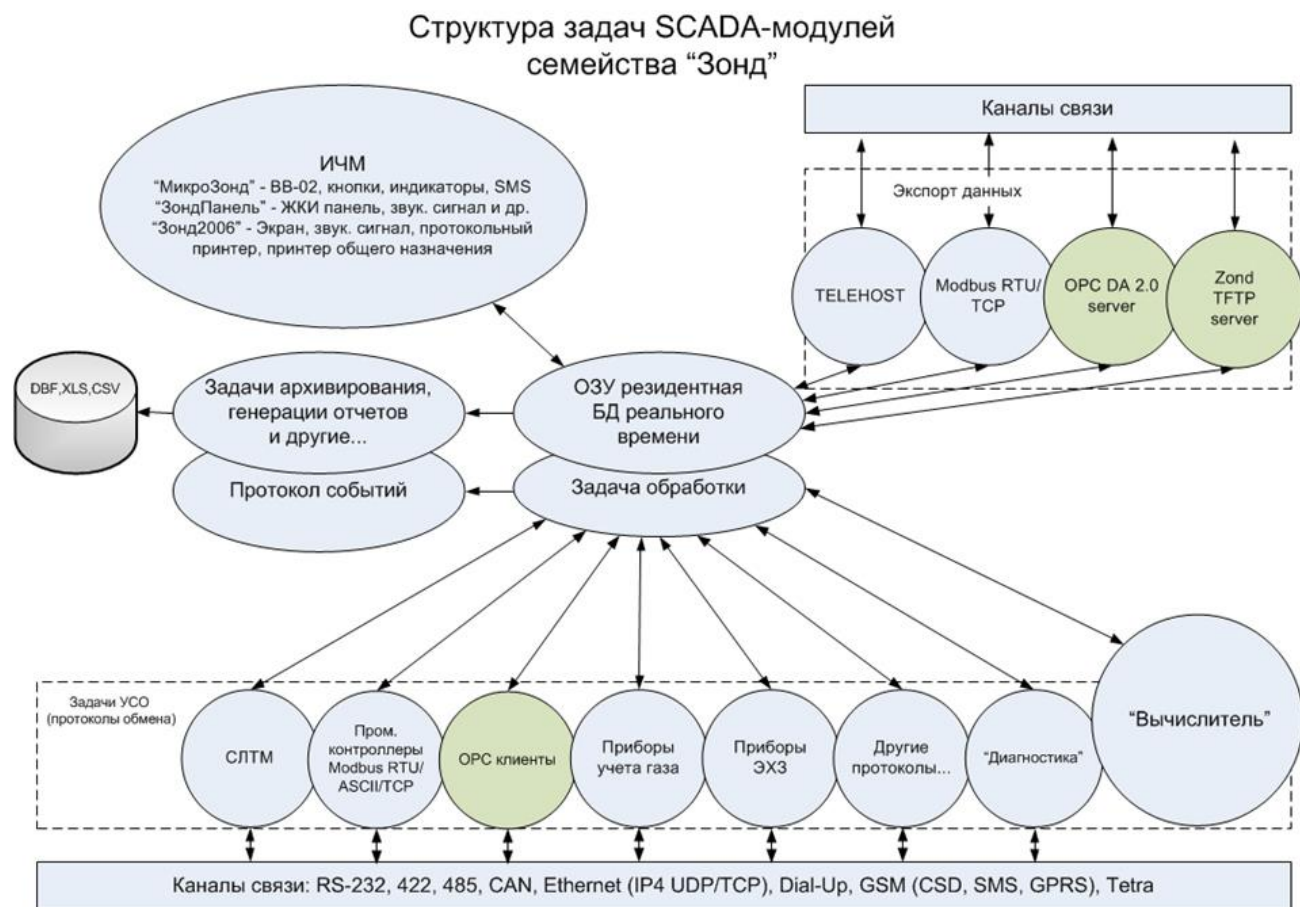 Структура задач SCADA-модулей
семейства “Зонд”
Каналы связи
ИЧМ
“МикроЗонд” - ВВ-02, кнопки, индикаторы, SMS
“ЗондПанель” - ЖКИ панель, звук. сигнал и др.
“Зонд2006” - Экран, звук. сигнал, протокольный
принтер, принтер общего назначения
Экспорт данных
TELEHOST
Modbus RTU/
TCP
OPC DA 2.0
server
Zond
TFTP
server
DBF,XLS,CSV
Задачи архивирования,
генерации отчетов
и другие...
ОЗУ резидентная
БД реального
времени
Протокол событий
Задача обработки
Задачи УСО
(протоколы обмена)
СЛТМ
Пром.
контроллеры
Modbus RTU/
ASCII/TCP
OPC клиенты
Приборы
учета газа
Приборы
ЭХЗ
Другие
протоколы...
“Диагностика”
“Вычислитель”
Каналы связи: RS-232, 422, 485, CAN, Ethernet (IP4 UDP/TCP), Dial-Up, GSM (CSD, SMS, GPRS), Tetra